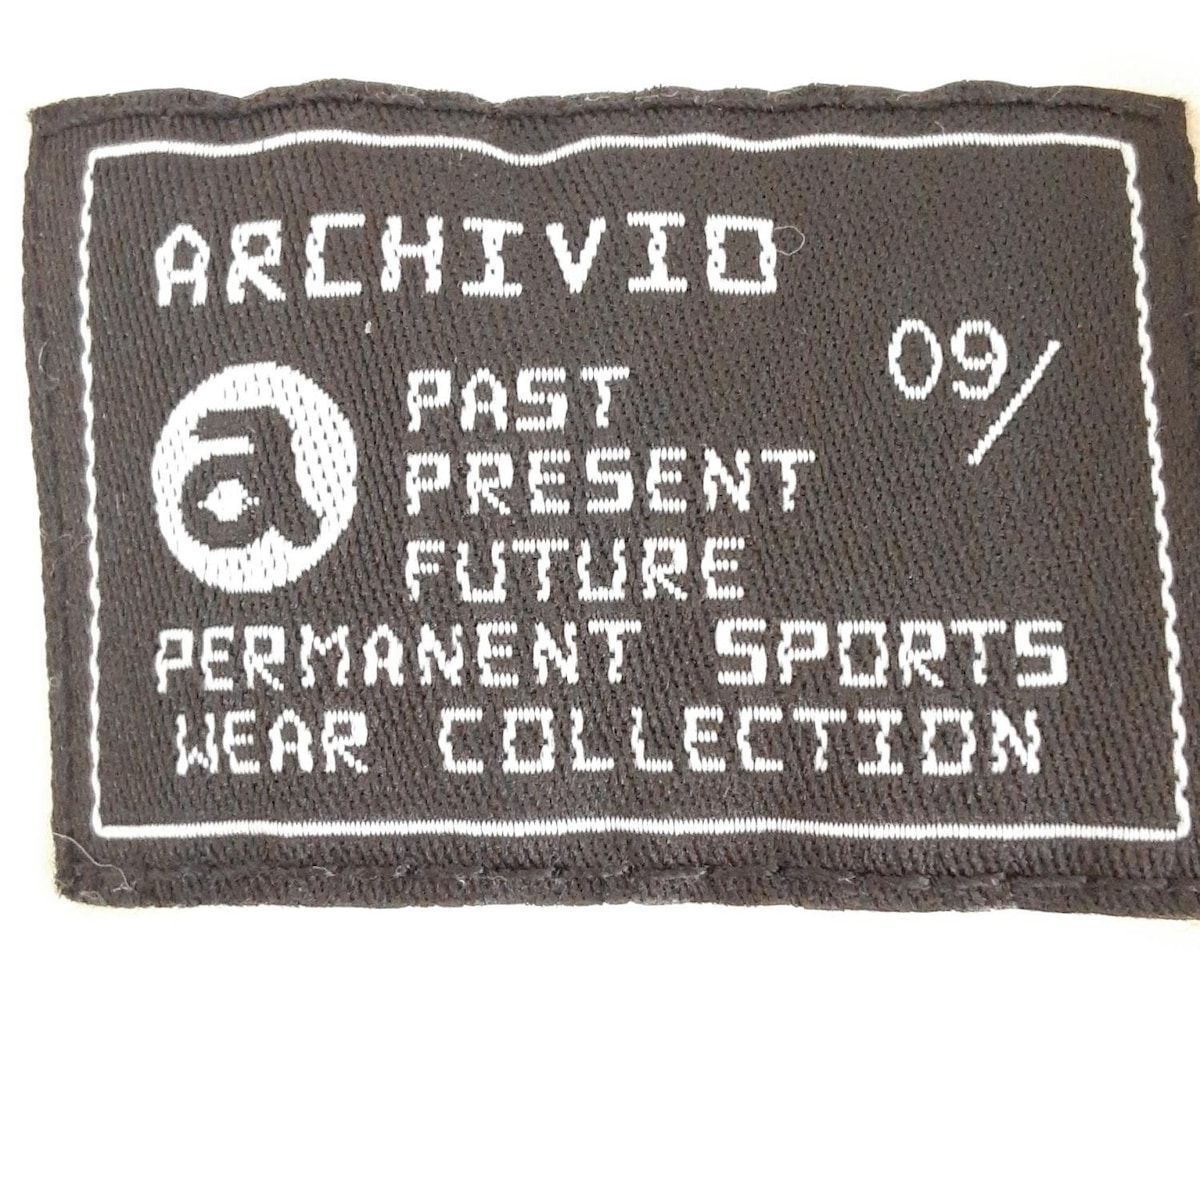 ARCHIVIO
09/
a
PAST
PRESENT
FUTURE
PERMANENT SPORTS
WEAR COLLECTION